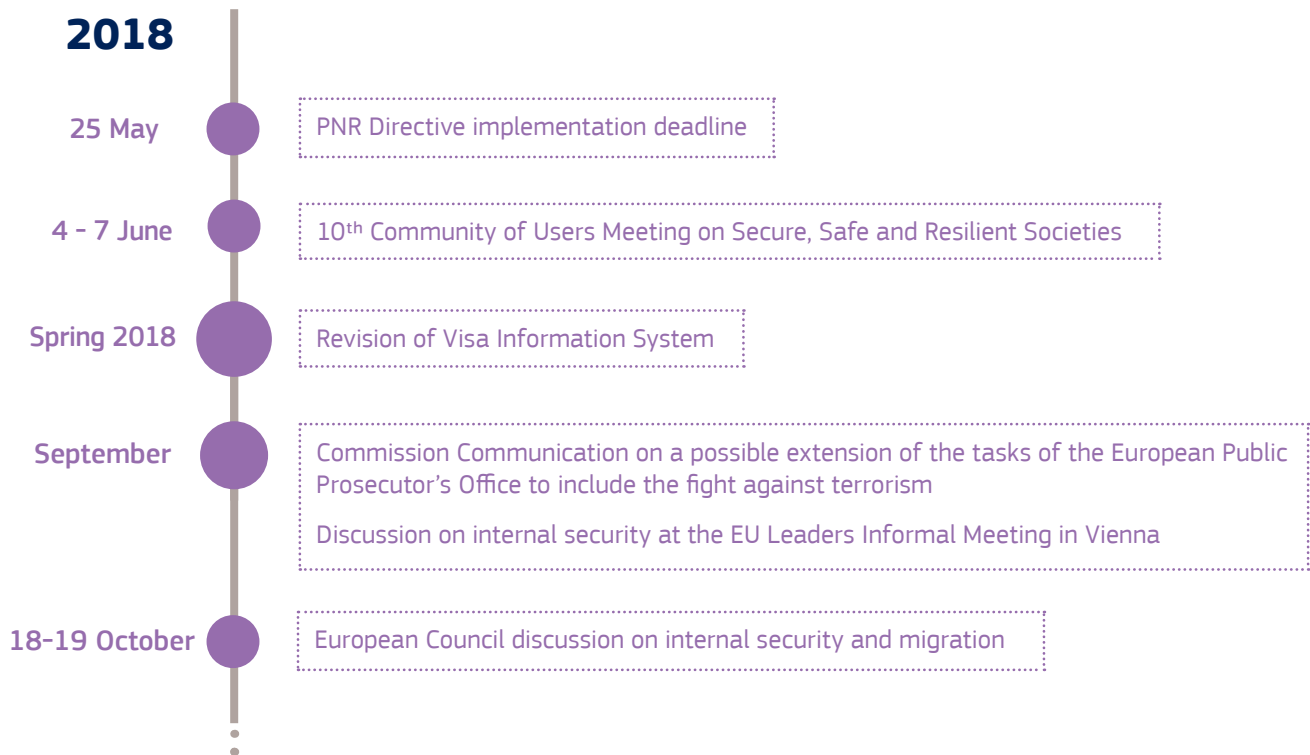 2018
25 May
PNR Directive implementation deadline
4 - 7 June
10th Community of Users Meeting on Secure, Safe and Resilient Societies
Spring 2018
Revision of Visa Information System
September
Commission Communication on a possible extension of the tasks of the European Public
Prosecutor's Office to include the fight against terrorism
Discussion on internal security at the EU Leaders Informal Meeting in Vienna
18-19 October
European Council discussion on internal security and migration